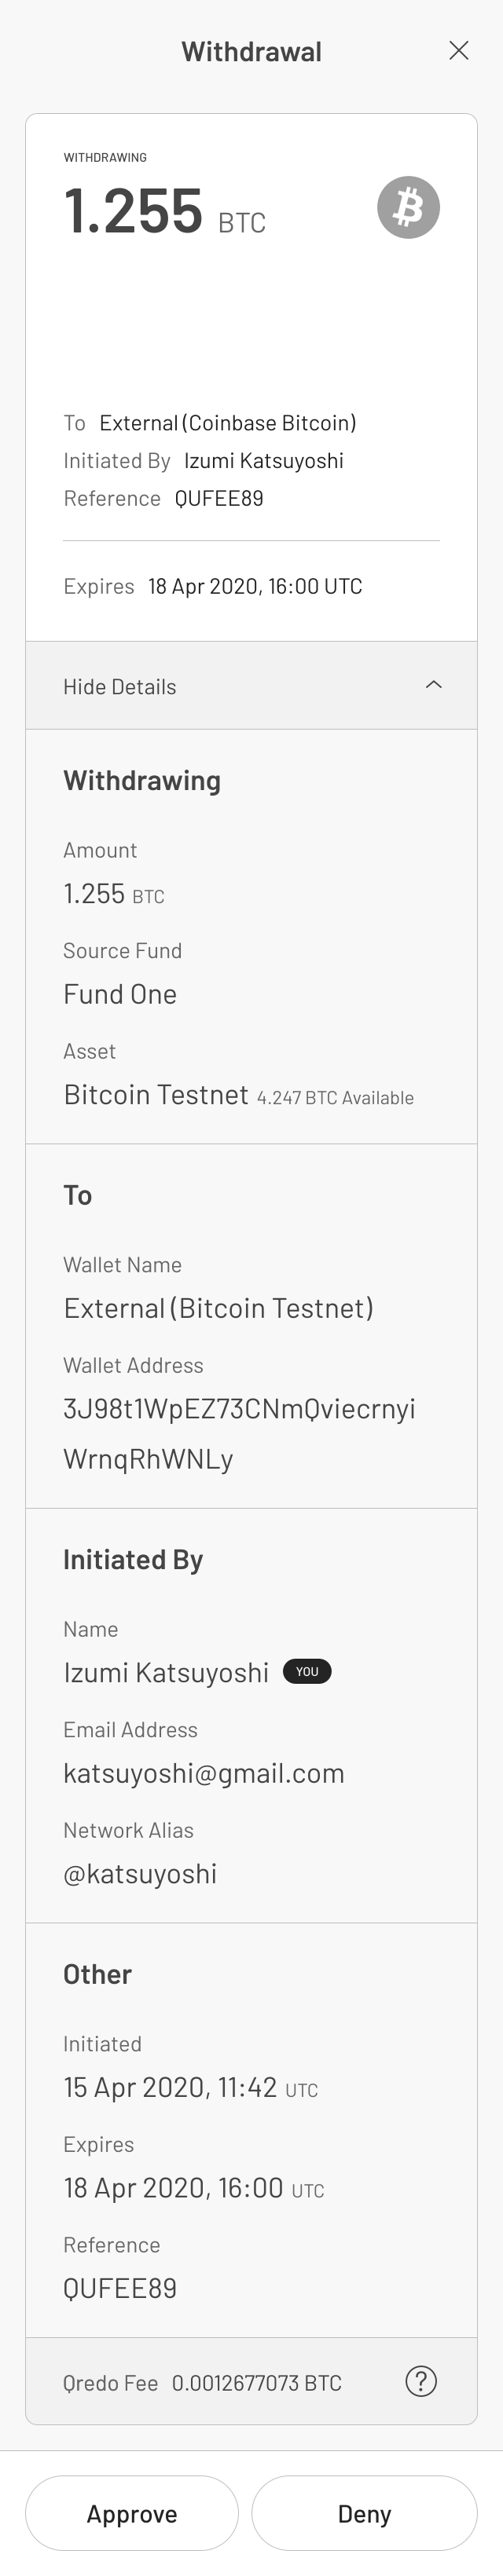 Withdrawal
WITHDRAWING
1.255 BTC
To External (Coinbase Bitcoin)
Initiated By Izumi Katsuyoshi
Reference QUFEE89
Expires 18 Apr 2020, 16:00 UTC
Hide Details
Withdrawing
Amount
1.255 BTC
Source Fund
Fund One
Asset
Bitcoin Testnet 4.247 BTC Available
To
Wallet Name
External (Bitcoin Testnet)
Wallet Address
3J98t1WpEZ73CNmQviecrnyi
WrnqRhWNLy
Initiated By
Name
Izumi Katsuyoshi YOU
Email Address
katsuyoshi@gmail.com
Network Alias
@katsuyoshi
Other
Initiated
15 Apr 2020, 11:42 UTC
Expires
18 Apr 2020, 16:00 UTC
Reference
QUFEE89
Qredo Fee 0.0012677073 BTC ?
Approve Deny